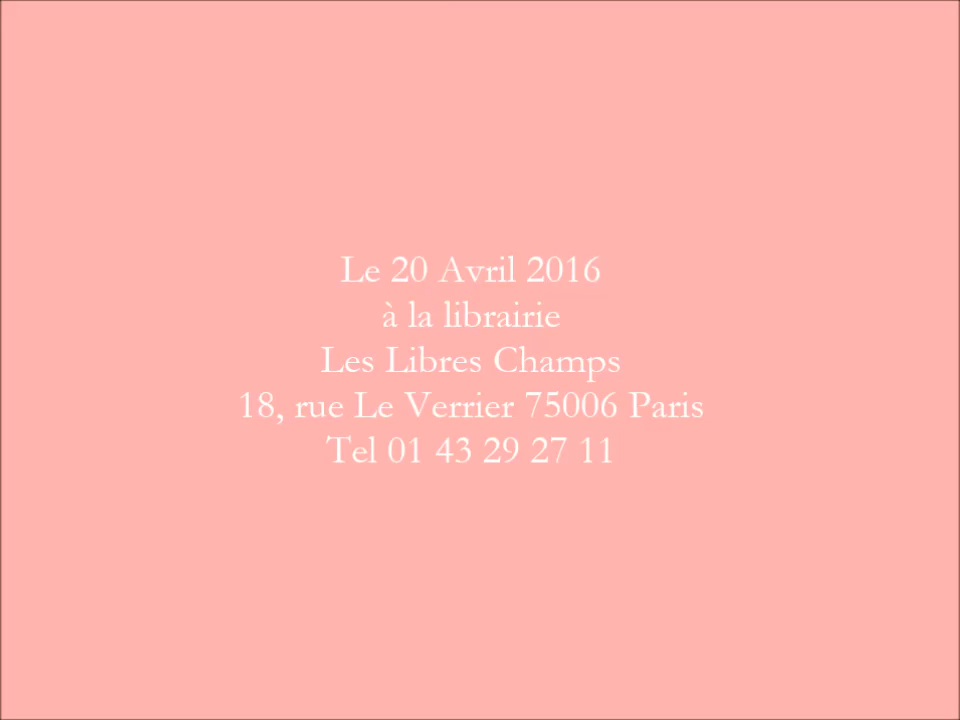 Le 20 Avril 2016
à la librairie
Les Libres Champs
18, rue Le Verrier 75006 Paris
Tel 01 43 29 27 11